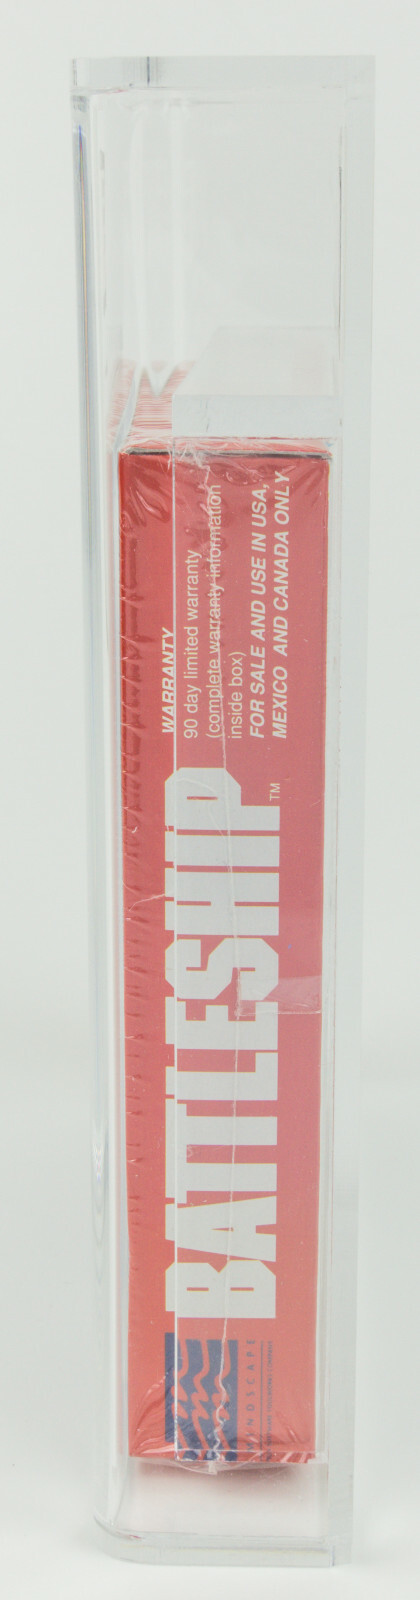 WARRANTY
90 day limited warranty
(complete warranty information
inside box)
FOR SALE AND USE IN USA,
MEXICO AND CANADA ONLY
BATTLESHIP™
MINDSCAPE